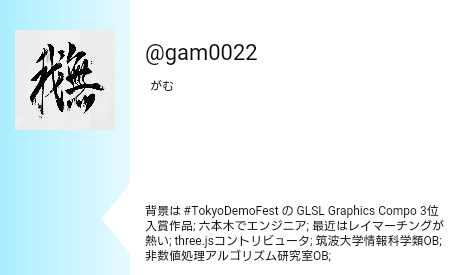 我無
@gam0022
がむ
背景は #TokyoDemoFest の GLSL Graphics Compo 3位
入賞作品; 六本木でエンジニア; 最近はレイマーチングが
熱い; three.jsコントリビュータ; 筑波大学情報科学類OB;
非数値処理アルゴリズム研究室OB;